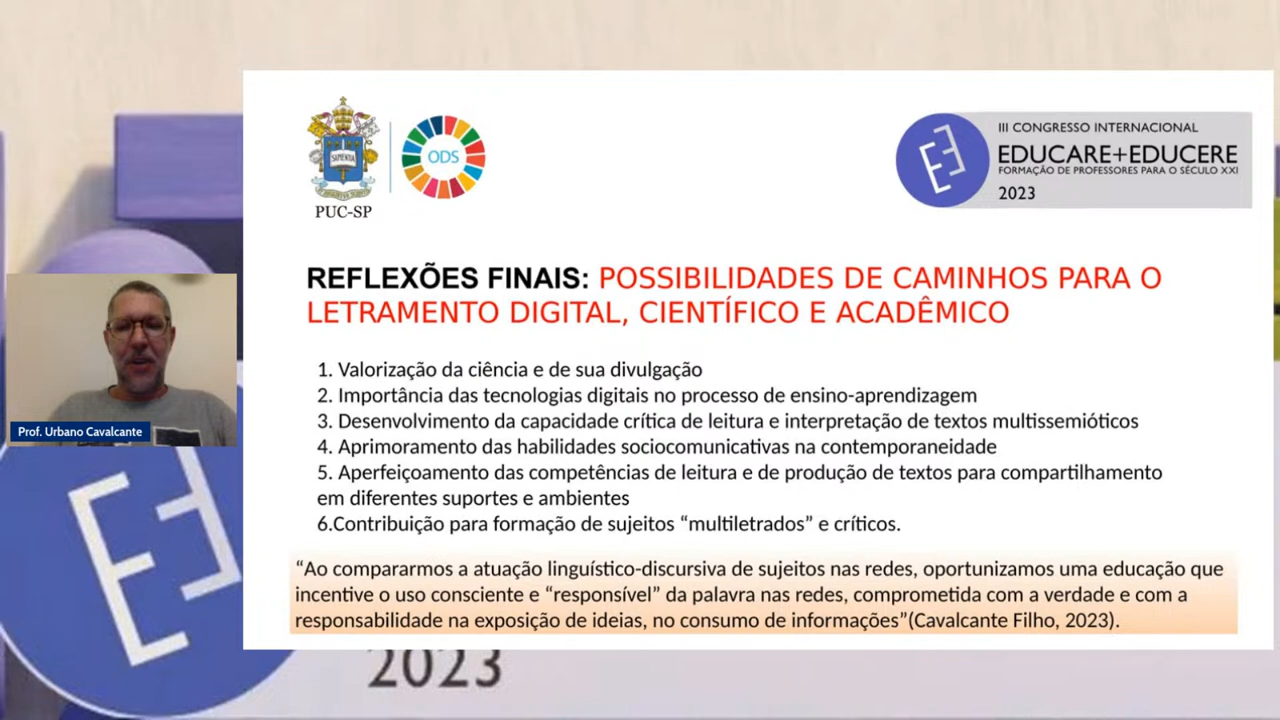 SAPIENTIA
PUC-SP
ODS
III CONGRESSO INTERNACIONAL
EDUCARE+EDUCERE
FORMAÇÃO DE PROFESSORES PARA O SÉCULO XXI
2023
REFLEXÕES FINAIS: POSSIBILIDADES DE CAMINHOS PARA O
LETRAMENTO DIGITAL, CIENTÍFICO E ACADÊMICO
1. Valorização da ciência e de sua divulgação
2. Importância das tecnologias digitais no processo de ensino-aprendizagem
3. Desenvolvimento da capacidade crítica de leitura e interpretação de textos multissemióticos
4. Aprimoramento das habilidades sociocomunicativas na contemporaneidade
5. Aperfeiçoamento das competências de leitura e de produção de textos para compartilhamento
em diferentes suportes e ambientes
6.Contribuição para formação de sujeitos “multiletrados” e críticos.
“Ao compararmos a atuação linguístico-discursiva de sujeitos nas redes, oportunizamos uma educação que
incentive o uso consciente e “responsível” da palavra nas redes, comprometida com a verdade e com a
responsabilidade na exposição de ideias, no consumo de informações”(Cavalcante Filho, 2023).
Prof. Urbano Cavalcante
2023